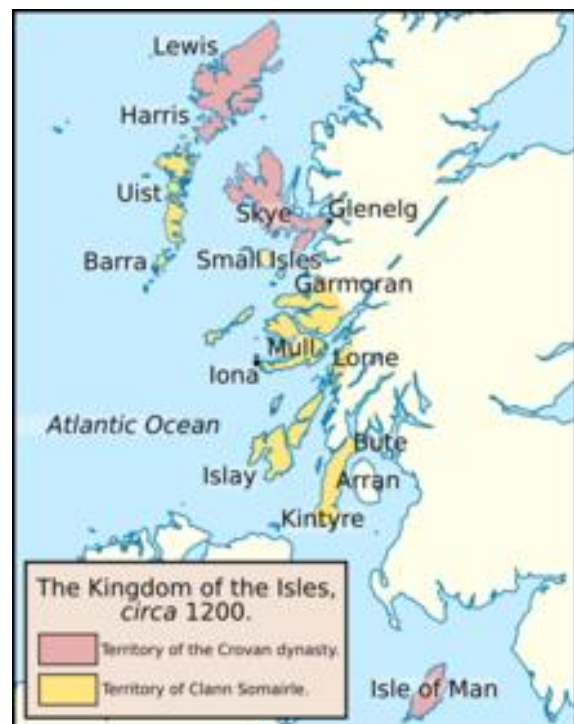 Lewis
Harris
Uist
Skye
Glenelg
Barra
Small Isles
Garmoran
Mull
Lorne
Iona
Atlantic Ocean
Bute
Islay
Arran
Kintyre
The Kingdom of the Isles,
circa 1200.
Territory of the Crovan dynasty.
Territory of Clann Somairle.
Isle of Man